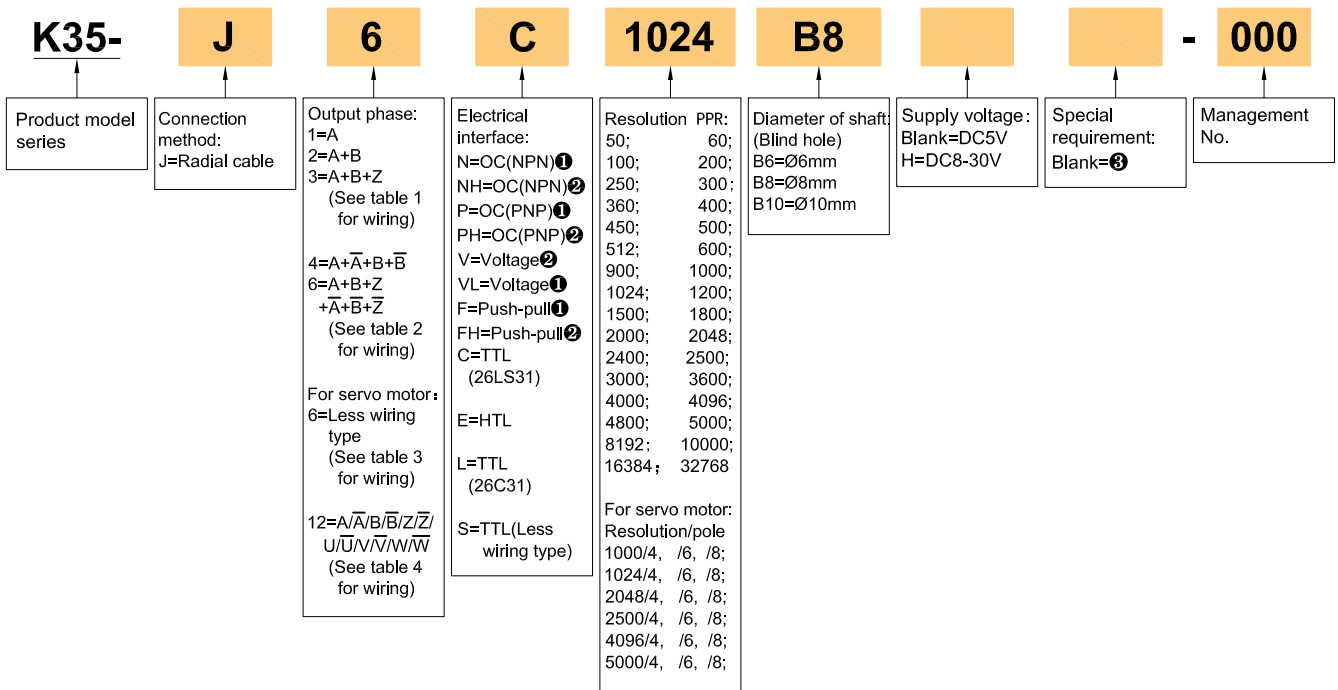 K35- J 6 C 1024 B8 - 000
Product model
series
Connection
method:
J=Radial cable
Output phase:
1=A
2=A+B
3=A+B+Z
(See table 1
for wiring)
4=A+A̅+B+B̅
6=A+B+Z
+A̅+B̅+Z̅
(See table 2
for wiring)
For servo motor:
6=Less wiring
type
(See table 3
for wiring)
12=A/A̅/B/B̅/Z/Z̅/
U/U̅/V/V̅/W/W̅
(See table 4
for wiring)
Electrical
interface:
N=OC(NPN)❶
NH=OC(NPN)❷
P=OC(PNP)❶
PH=OC(PNP)❷
V=Voltage❷
VL=Voltage❶
F=Push-pull❶
FH=Push-pull❷
C=TTL
(26LS31)
E=HTL
L=TTL
(26C31)
S=TTL(Less
wiring type)
Resolution PPR:
50; 60;
100; 200;
250; 300;
360; 400;
450; 500;
512; 600;
900; 1000;
1024; 1200;
1500; 1800;
2000; 2048;
2400; 2500;
3000; 3600;
4000; 4096;
4800; 5000;
8192; 10000;
16384; 32768
For servo motor:
Resolution/pole
1000/4, /6, /8;
1024/4, /6, /8;
2048/4, /6, /8;
2500/4, /6, /8;
4096/4, /6, /8;
5000/4, /6, /8;
Diameter of shaft:
(Blind hole)
B6=Ø6mm
B8=Ø8mm
B10=Ø10mm
Supply voltage:
Blank=DC5V
H=DC8-30V
Special
requirement:
Blank=❸
Management
No.